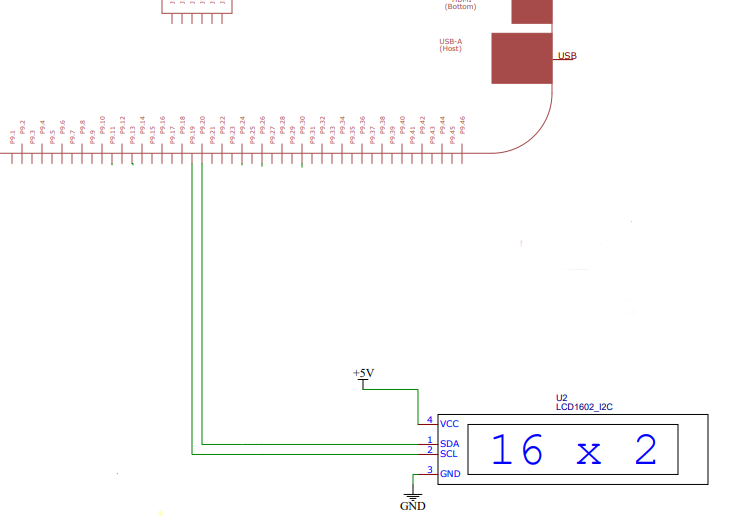 (Bottom)
USB-A
(Host)
USB
P9.1
P9.2
P9.3
P9.4
P9.5
P9.6
P9.7
P9.8
P9.9
P9.10
P9.11
P9.12
P9.13
P9.14
P9.15
P9.16
P9.17
P9.18
P9.19
P9.20
P9.21
P9.22
P9.23
P9.24
P9.25
P9.26
P9.27
P9.28
P9.29
P9.30
P9.31
P9.32
P9.33
P9.34
P9.35
P9.36
P9.37
P9.38
P9.39
P9.40
P9.41
P9.42
P9.43
P9.44
P9.45
P9.46
+5V
U2
LCD1602_I2C
4 VCC
1 SDA
2 SCL
3 GND
16 x 2
GND